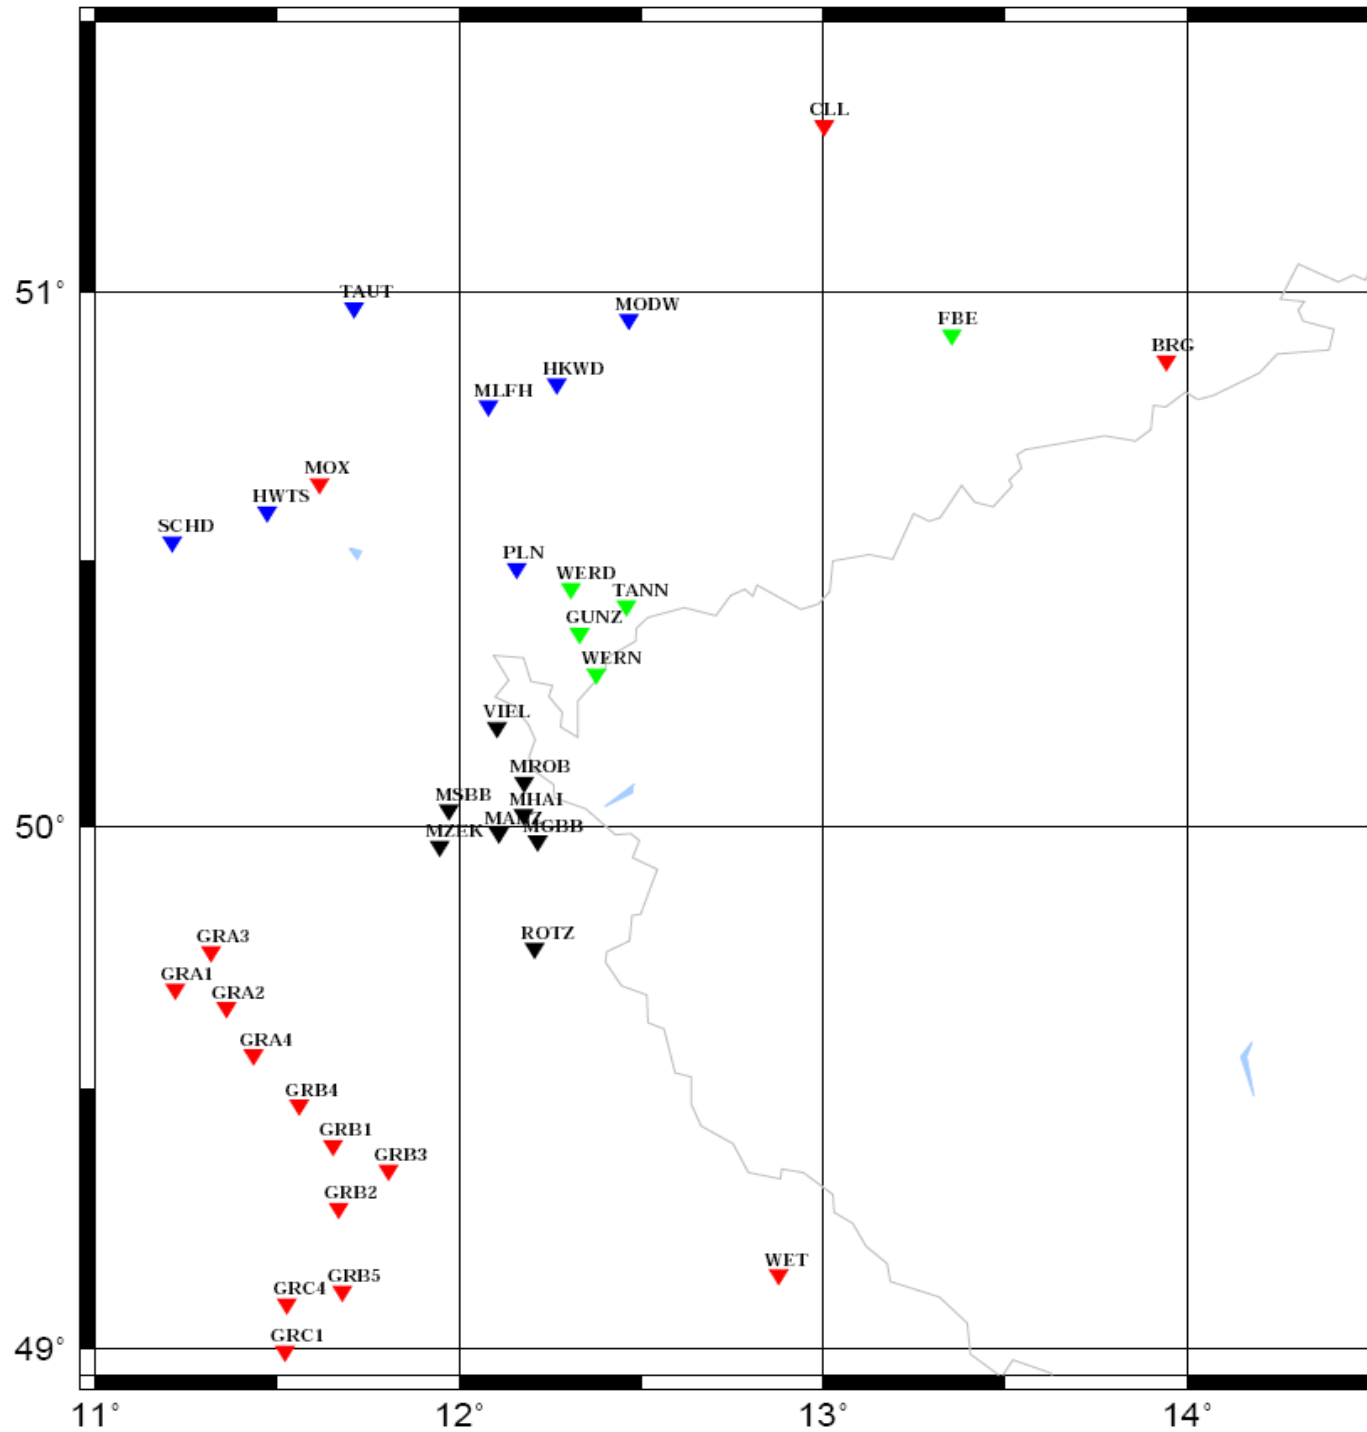 CLL
51°
TAUT
MODW
FBE
BRG
HKWD
MLFH
MOX
HWTS
SCHD
PLN
WERD
TANN
GUNZ
WERN
VIEL
MROB
MSBB
MHAI
50°
MZEK
MGBB
ROTZ
GRA3
GRA1
GRA2
GRA4
GRB4
GRB1
GRB3
GRB2
WET
GRB5
GRC4
GRC1
49°
11° 12° 13° 14°